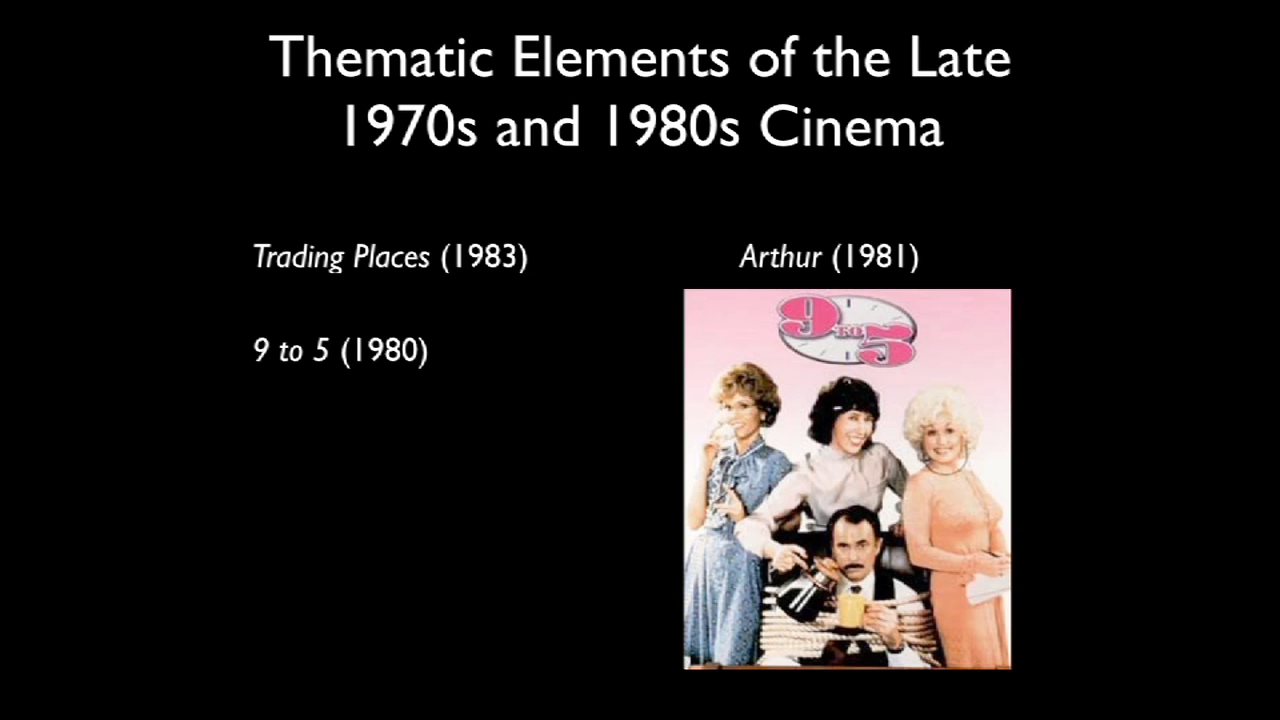 Thematic Elements of the Late
1970s and 1980s Cinema
Trading Places (1983)
Arthur (1981)
9 to 5 (1980)
9 TO 5